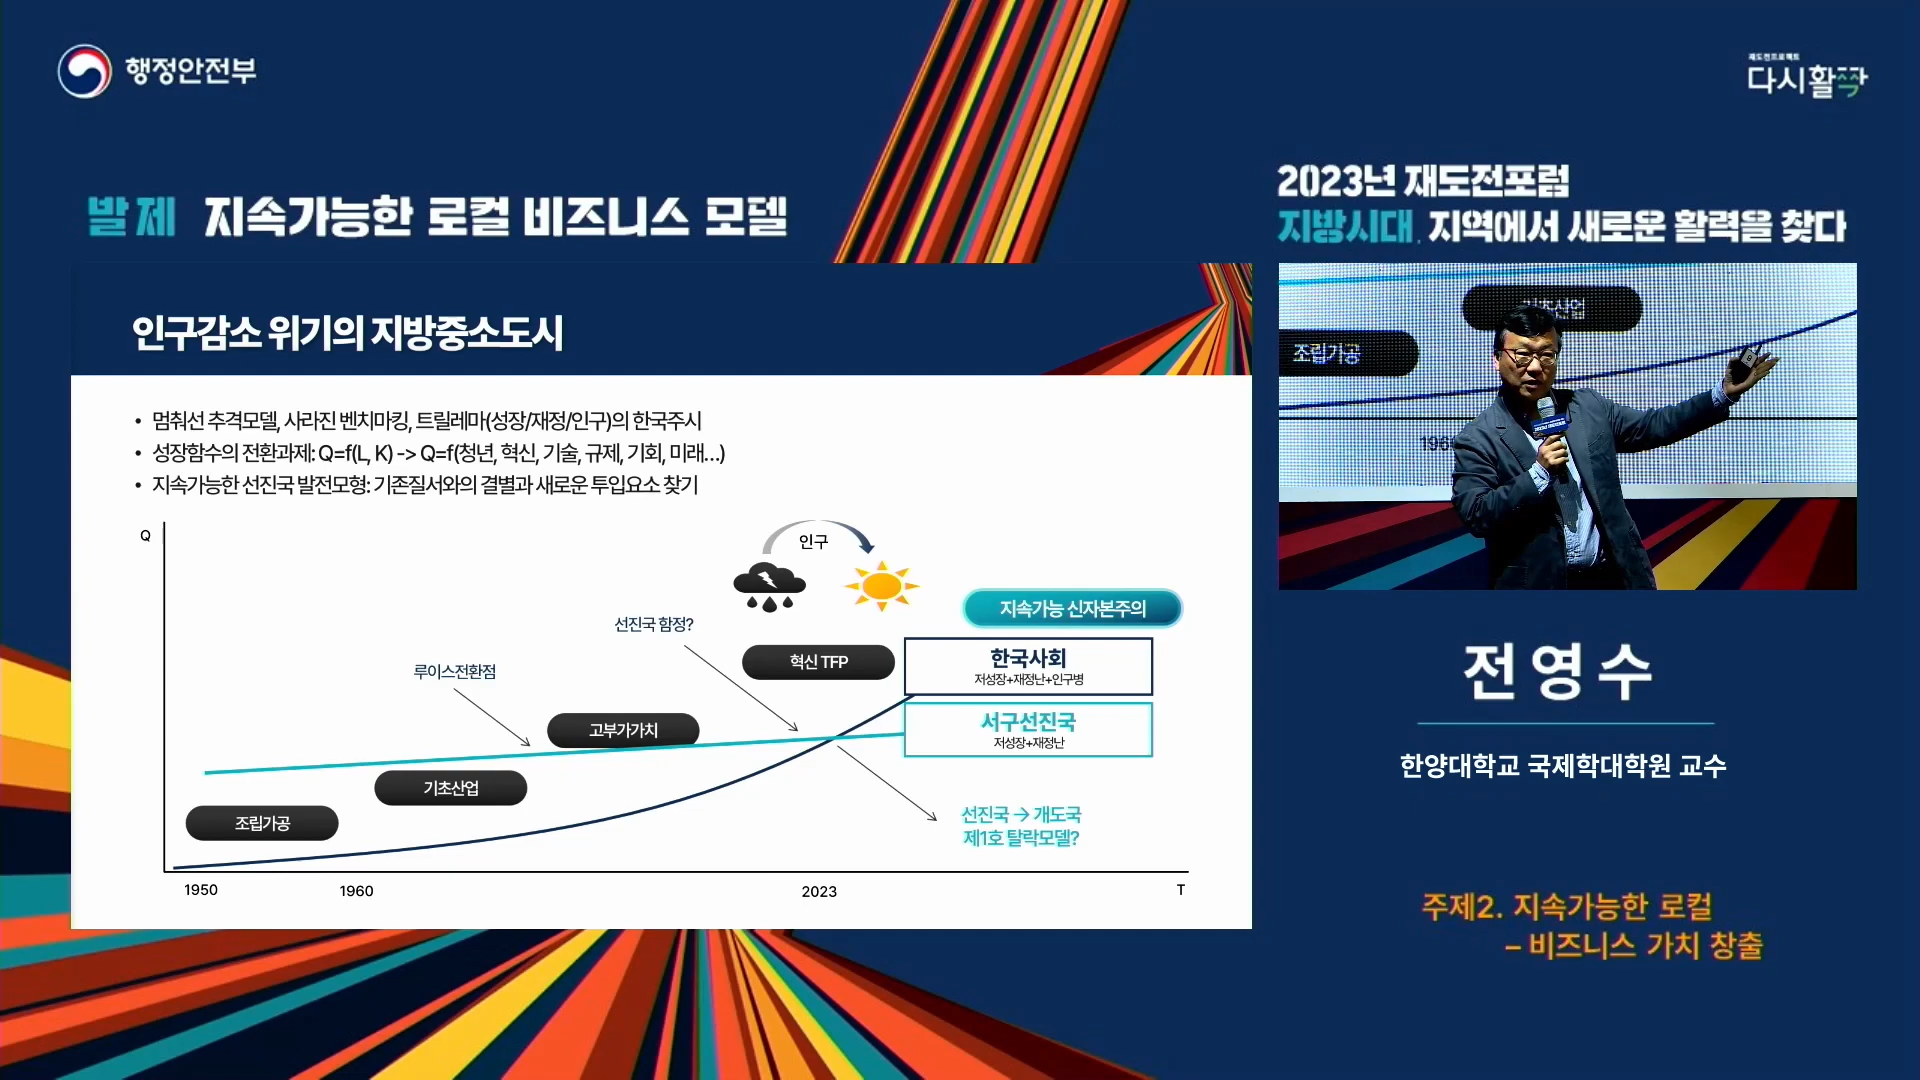 행정안전부
재도전프로젝트
다시활짝
발제 지속가능한 로컬 비즈니스 모델
2023년 재도전포럼
지방시대, 지역에서 새로운 활력을 찾다
인구감소 위기의 지방중소도시
• 멈춰선 추격모델, 사라진 벤치마킹, 트릴레마(성장/재정/인구)의 한국주시
• 성장함수의 전환과제: Q=f(L, K) -> Q=f(청년, 혁신, 기술, 규제, 기회, 미래...)
• 지속가능한 선진국 발전모형: 기존질서와의 결별과 새로운 투입요소 찾기
Q
인구
지속가능 신자본주의
선진국 함정?
혁신 TFP
한국사회
저성장+재정난+인구병
루이스전환점
고부가가치
서구선진국
저성장+재정난
기초산업
조립가공
선진국 → 개도국
제1호 탈락모델?
1950
1960
2023
T
기초산업
조립가공
전영수
한양대학교 국제학대학원 교수
주제2. 지속가능한 로컬
– 비즈니스 가치 창출